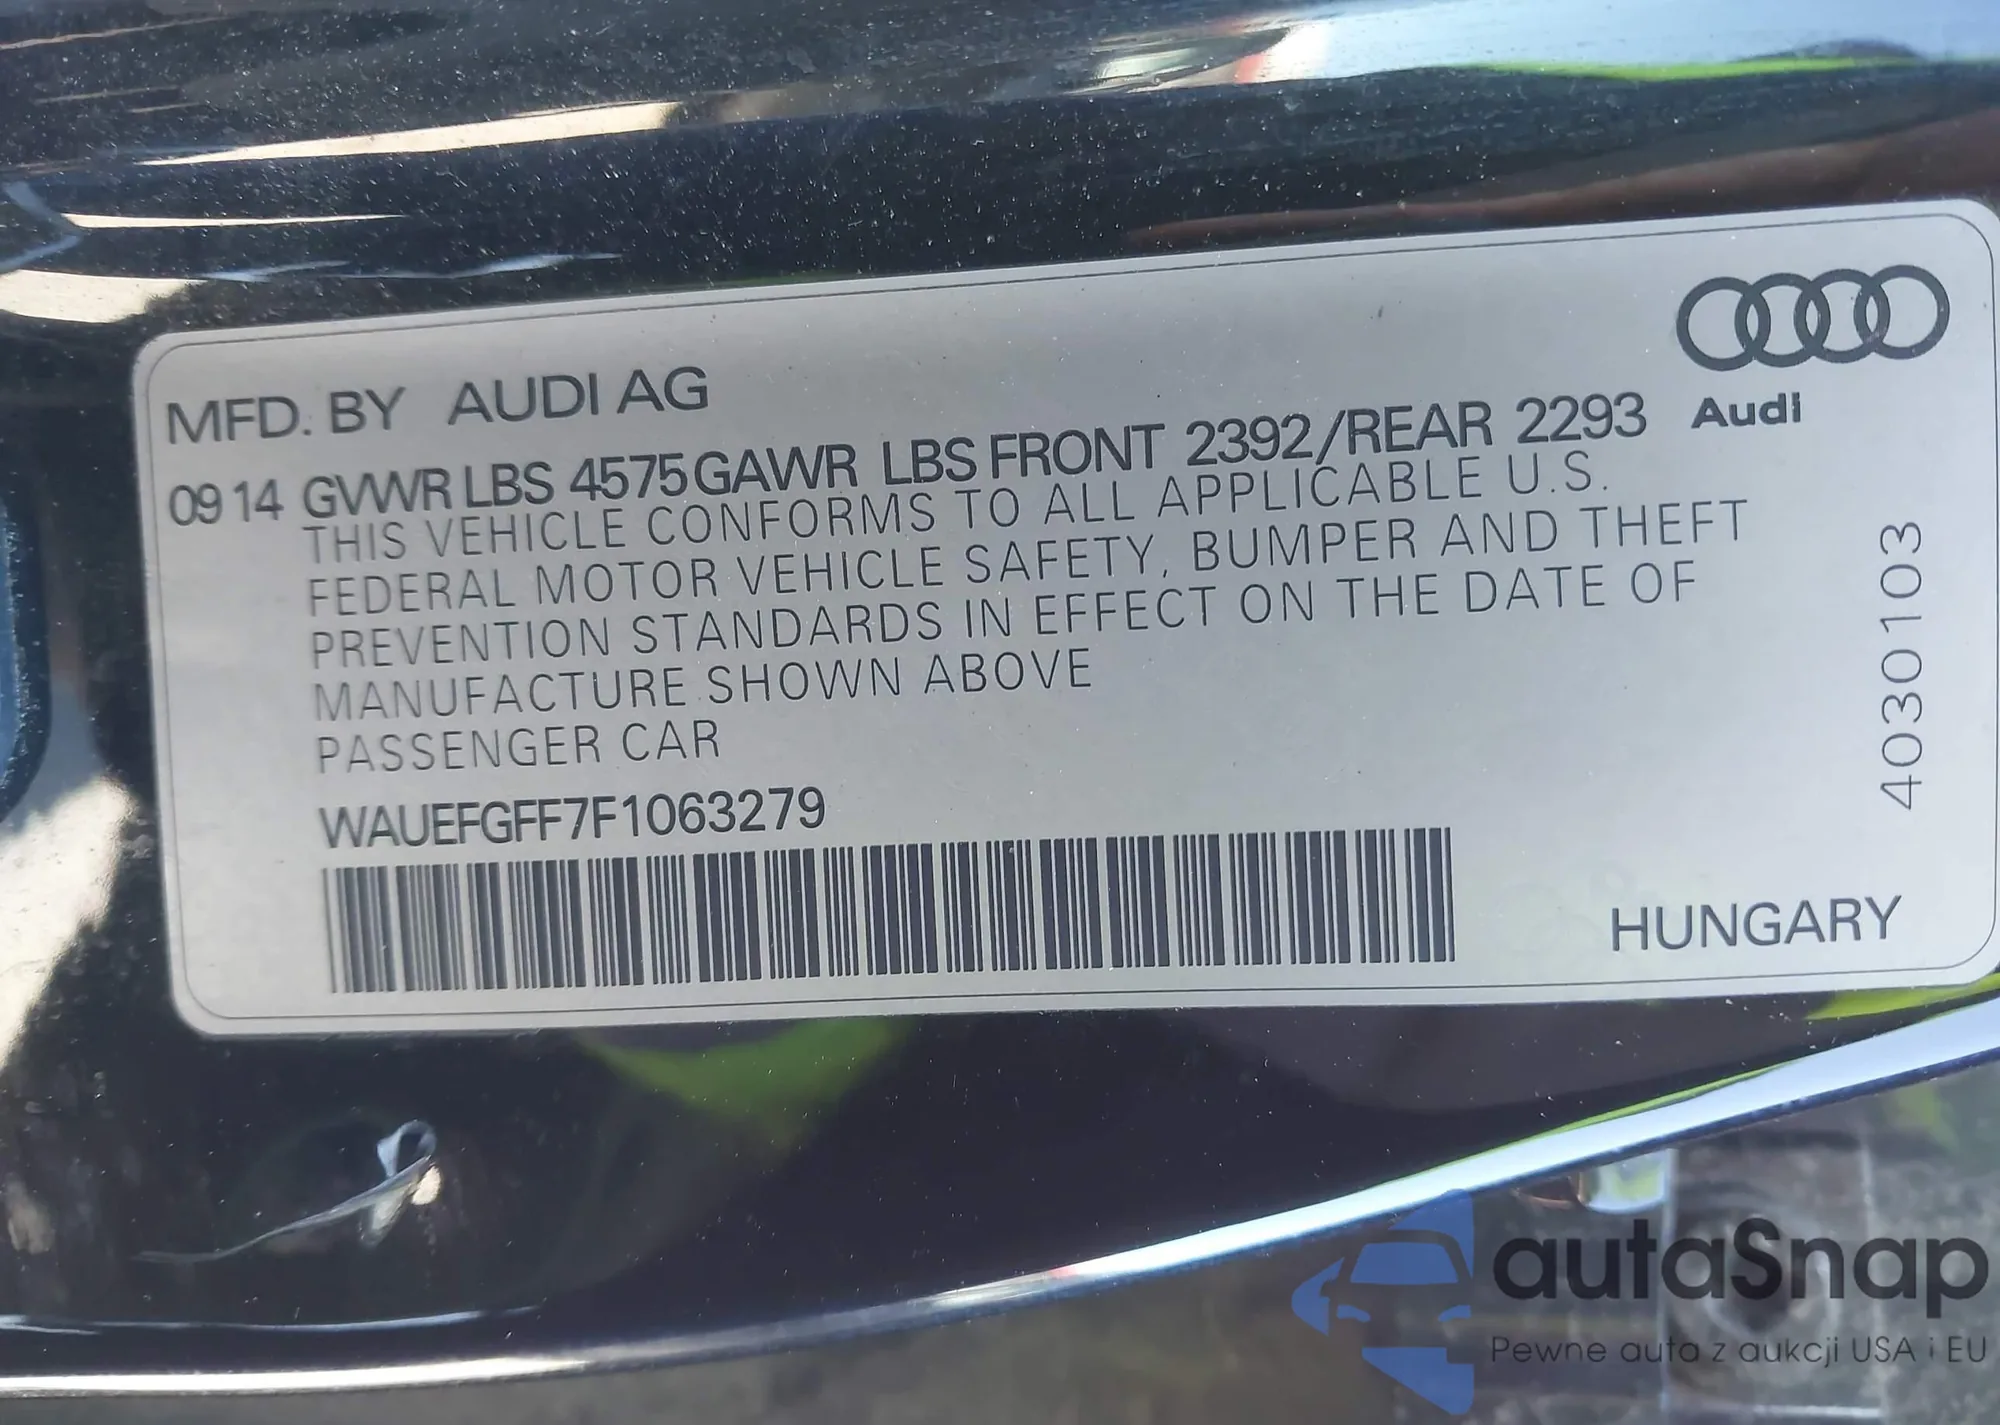 MFD. BY AUDI AG
09 14 GVWR LBS 4575 GAWR LBS FRONT 2392/REAR 2293
Audi
THIS VEHICLE CONFORMS TO ALL APPLICABLE U.S.
FEDERAL MOTOR VEHICLE SAFETY, BUMPER AND THEFT
PREVENTION STANDARDS IN EFFECT ON THE DATE OF
MANUFACTURE SHOWN ABOVE
PASSENGER CAR
WAUEFGFF7F1063279
4030103
HUNGARY
autaSnap
Pewne auta z aukcji USA i EU